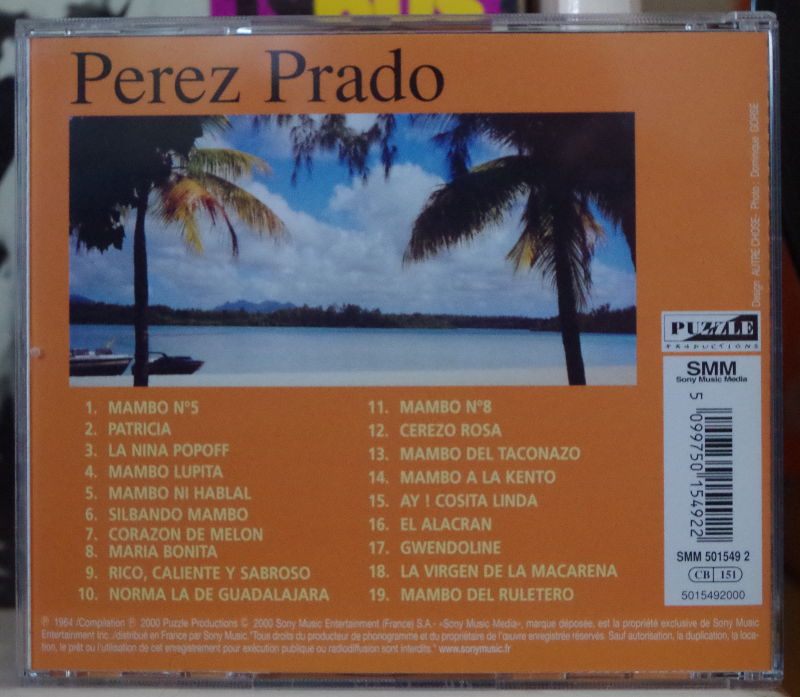 Perez Prado
Design: AUTRE CHOSE - Photo : Dominique GORSE
PUZZLE
PRODUCTIONS
SMM
Sony Music Media
5 099750 154922
SMM 501549 2
CB 151
5015492000
1. MAMBO N°5
2. PATRICIA
3. LA NINA POPOFF
4. MAMBO LUPITA
5. MAMBO NI HABLAL
6. SILBANDO MAMBO
7. CORAZON DE MELON
8. MARIA BONITA
9. RICO, CALIENTE Y SABROSO
10. NORMA LA DE GUADALAJARA
11. MAMBO N°8
12. CEREZO ROSA
13. MAMBO DEL TACONAZO
14. MAMBO A LA KENTO
15. AY ! COSITA LINDA
16. EL ALACRAN
17. GWENDOLINE
18. LA VIRGEN DE LA MACARENA
19. MAMBO DEL RULETERO
℗ 1964 /Compilation ℗ 2000 Puzzle Productions © 2000 Sony Music Entertainment (France) S.A.- «Sony Music Media», marque déposée, est la propriété exclusive de Sony Music
Entertainment Inc. /distribué en France par Sony Music. "Tous droits du producteur de phonogramme et du propriétaire de l'œuvre enregistrée réservés. Sauf autorisation, la duplication, la loca-
tion, le prêt ou l'utilisation de cet enregistrement pour exécution publique ou radiodiffusion sont interdits." www.sonymusic.fr